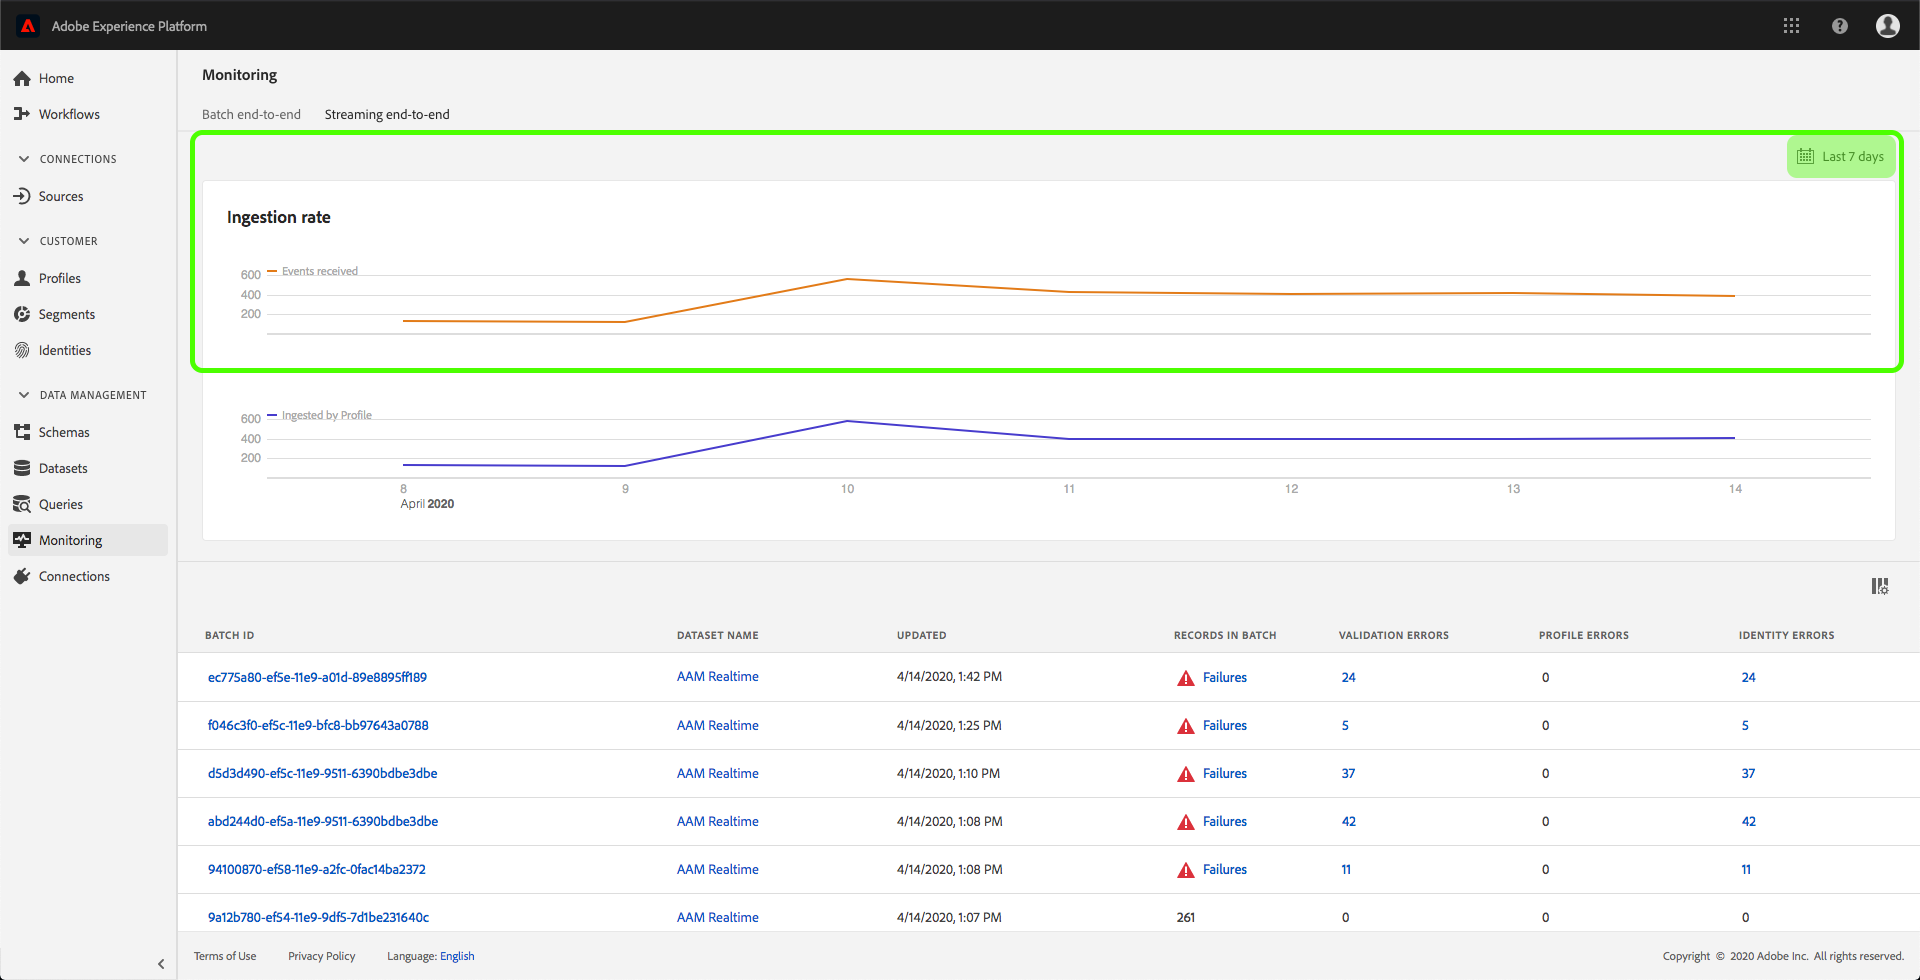 Adobe Experience Platform
Home
Workflows
CONNECTIONS
Sources
CUSTOMER
Profiles
Segments
Identities
DATA MANAGEMENT
Schemas
Datasets
Queries
Monitoring
Connections
Monitoring
Batch end-to-end Streaming end-to-end
Last 7 days
Ingestion rate
Events received
600
400
200
Ingested by Profile
600
400
200
8 9 10 11 12 13 14
April 2020
BATCH ID DATASET NAME UPDATED RECORDS IN BATCH VALIDATION ERRORS PROFILE ERRORS IDENTITY ERRORS
ec775a80-ef5e-11e9-a01d-89e8895ff189 AAM Realtime 4/14/2020, 1:42 PM Failures 24 0 24
f046c3f0-ef5c-11e9-bfc8-bb97643a0788 AAM Realtime 4/14/2020, 1:25 PM Failures 5 0 5
d5d3d490-ef5c-11e9-9511-6390bdbe3dbe AAM Realtime 4/14/2020, 1:10 PM Failures 37 0 37
abd244d0-ef5a-11e9-9511-6390bdbe3dbe AAM Realtime 4/14/2020, 1:08 PM Failures 42 0 42
94100870-ef58-11e9-a2fc-0fac14ba2372 AAM Realtime 4/14/2020, 1:08 PM Failures 11 0 11
9a12b780-ef54-11e9-9df5-7d1be231640c AAM Realtime 4/14/2020, 1:07 PM 261 0 0 0
Terms of Use Privacy Policy Language: English Copyright © 2020 Adobe Inc. All rights reserved.